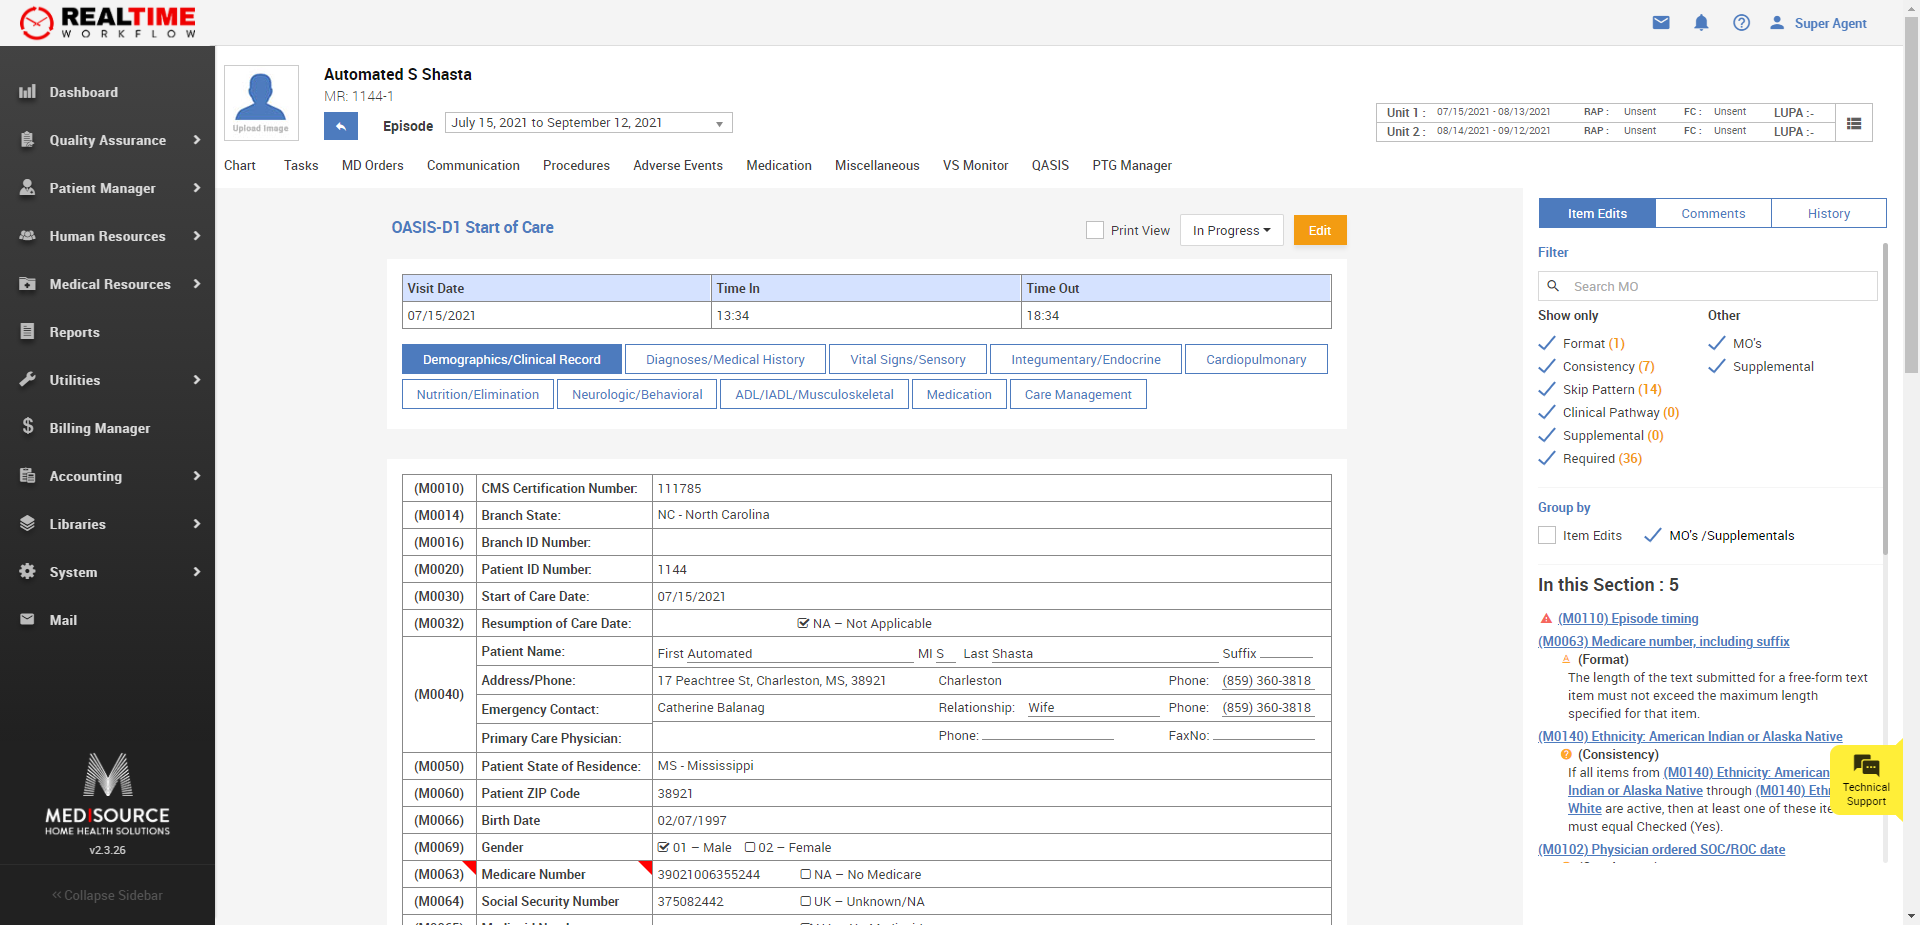 REALTIME
WORKFLOW
Super Agent
Dashboard
Quality Assurance
Patient Manager
Human Resources
Medical Resources
Reports
Utilities
Billing Manager
Accounting
Libraries
System
Mail
MEDISOURCE
HOME HEALTH SOLUTIONS
v2.3.26
Collapse Sidebar
Upload Image
Automated S Shasta
MR: 1144-1
Episode July 15, 2021 to September 12, 2021
Unit 1 : 07/15/2021 - 08/13/2021 RAP : Unsent FC : Unsent LUPA :-
Unit 2 : 08/14/2021 - 09/12/2021 RAP : Unsent FC : Unsent LUPA :-
Chart Tasks MD Orders Communication Procedures Adverse Events Medication Miscellaneous VS Monitor QASIS PTG Manager
OASIS-D1 Start of Care
Print View In Progress Edit
Visit Date Time In Time Out
07/15/2021 13:34 18:34
Demographics/Clinical Record Diagnoses/Medical History Vital Signs/Sensory Integumentary/Endocrine Cardiopulmonary
Nutrition/Elimination Neurologic/Behavioral ADL/IADL/Musculoskeletal Medication Care Management
(M0010) CMS Certification Number: 111785
(M0014) Branch State: NC - North Carolina
(M0016) Branch ID Number:
(M0020) Patient ID Number: 1144
(M0030) Start of Care Date: 07/15/2021
(M0032) Resumption of Care Date: NA – Not Applicable
(M0040)
Patient Name: First Automated MI S Last Shasta Suffix
Address/Phone: 17 Peachtree St, Charleston, MS, 38921 Charleston Phone: (859) 360-3818
Emergency Contact: Catherine Balanag Relationship: Wife Phone: (859) 360-3818
Primary Care Physician: Phone: FaxNo:
(M0050) Patient State of Residence: MS - Mississippi
(M0060) Patient ZIP Code 38921
(M0066) Birth Date 02/07/1997
(M0069) Gender 01 – Male 02 – Female
(M0063) Medicare Number 39021006355244 NA – No Medicare
(M0064) Social Security Number 375082442 UK – Unknown/NA
Item Edits Comments History
Filter
Search MO
Show only Other
Format (1) MO's
Consistency (7) Supplemental
Skip Pattern (14)
Clinical Pathway (0)
Supplemental (0)
Required (36)
Group by
Item Edits MO's /Supplementals
In this Section : 5
(M0110) Episode timing
(M0063) Medicare number, including suffix
(Format)
The length of the text submitted for a free-form text
item must not exceed the maximum length
specified for that item.
(M0140) Ethnicity: American Indian or Alaska Native
(Consistency)
If all items from (M0140) Ethnicity: American
Indian or Alaska Native through (M0140)
White are active, then at least one of these
must equal Checked (Yes).
(M0102) Physician ordered SOC/ROC date
Technical
Support